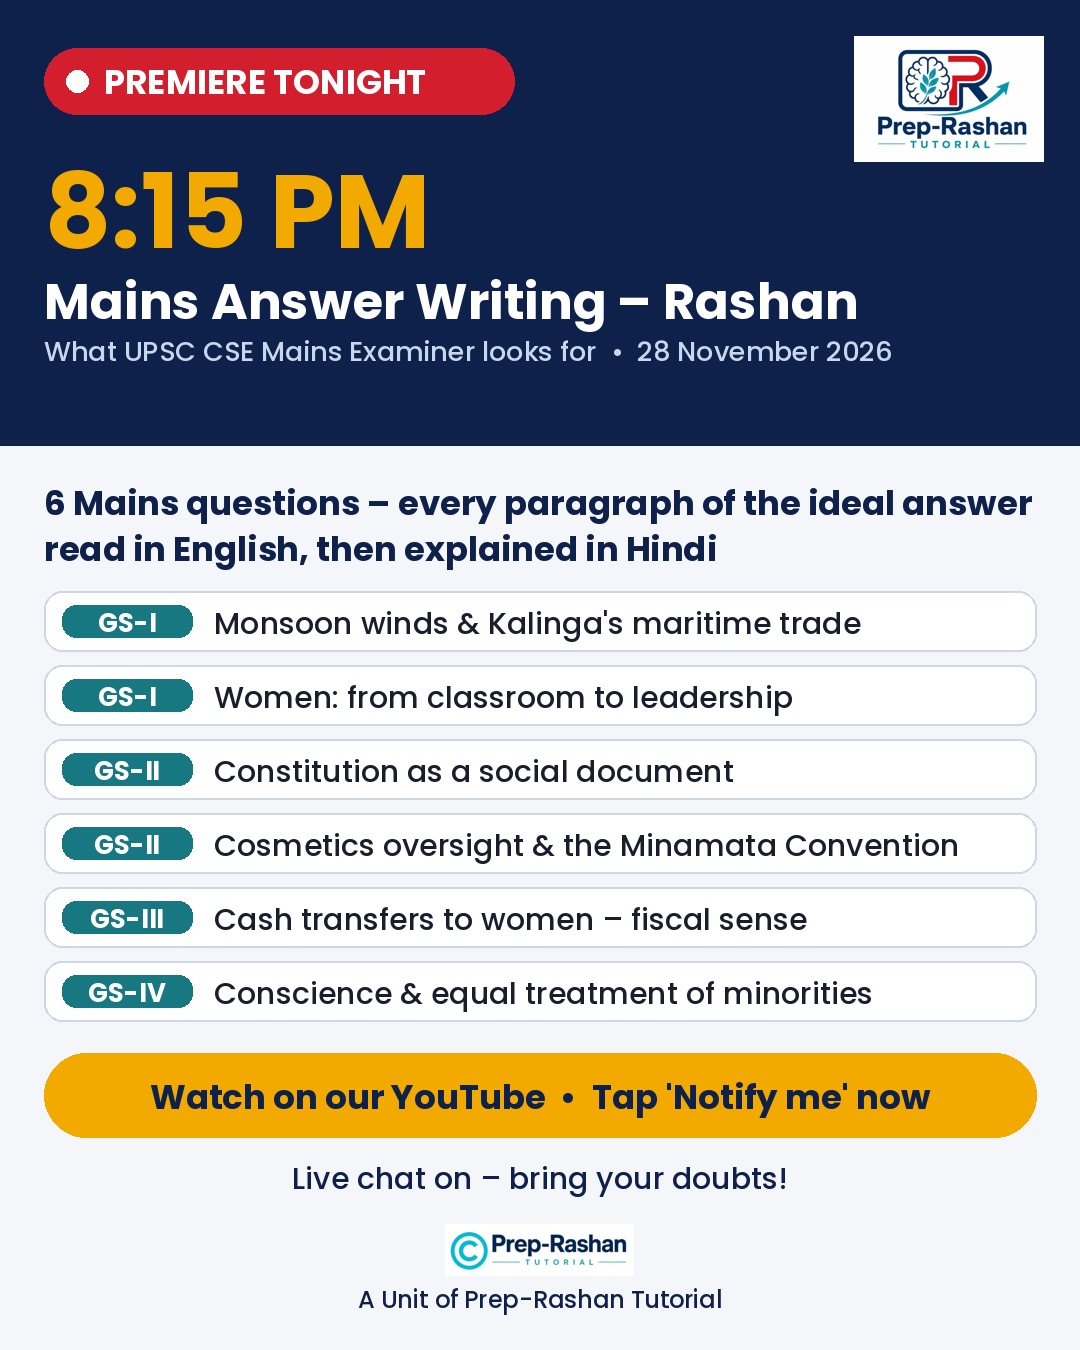 PREMIERE TONIGHT
Prep-Rashan
TUTORIAL
8:15 PM
Mains Answer Writing – Rashan
What UPSC CSE Mains Examiner looks for • 28 November 2026
6 Mains questions – every paragraph of the ideal answer
read in English, then explained in Hindi
GS-I Monsoon winds & Kalinga's maritime trade
GS-I Women: from classroom to leadership
GS-II Constitution as a social document
GS-II Cosmetics oversight & the Minamata Convention
GS-III Cash transfers to women – fiscal sense
GS-IV Conscience & equal treatment of minorities
Watch on our YouTube • Tap 'Notify me' now
Live chat on – bring your doubts!
© Prep-Rashan
TUTORIAL
A Unit of Prep-Rashan Tutorial